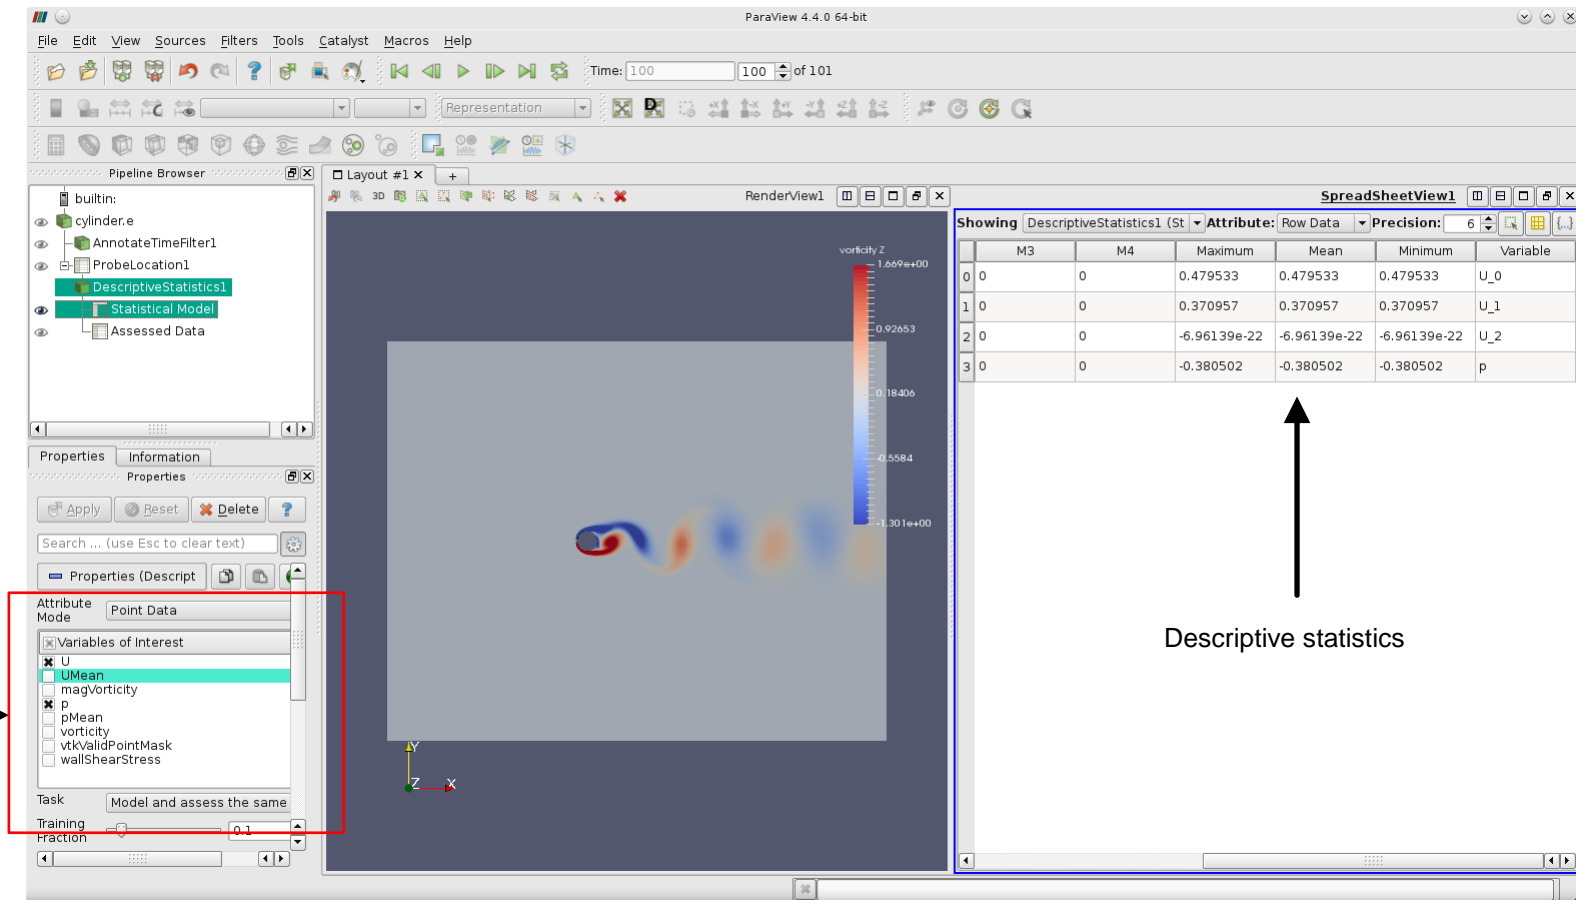 ParaView 4.4.0 64-bit
File Edit View Sources Filters Tools Catalyst Macros Help
Time: 100 100 of 101
Representation
Pipeline Browser
builtin:
cylinder.e
AnnotateTimeFilter1
ProbeLocation1
DescriptiveStatistics1
Statistical Model
Assessed Data
Properties Information
Properties
Apply Reset Delete ?
Search ... (use Esc to clear text)
Properties (Descript
Attribute Mode Point Data
Variables of Interest
U
UMean
magVorticity
p
pMean
vorticity
vtkValidPointMask
wallShearStress
Task Model and assess the same
Training Fraction 0.1
Layout #1 +
3D RenderView1
vorticity Z
1.669e+00
0.92653
0.18406
-0.5584
-1.301e+00
Y
Z X
SpreadSheetView1
Showing DescriptiveStatistics1 (St Attribute: Row Data Precision: 6 {..}
M3 M4 Maximum Mean Minimum Variable
0 0 0 0.479533 0.479533 0.479533 U_0
1 0 0 0.370957 0.370957 0.370957 U_1
2 0 0 -6.96139e-22 -6.96139e-22 -6.96139e-22 U_2
3 0 0 -0.380502 -0.380502 -0.380502 p
Descriptive statistics